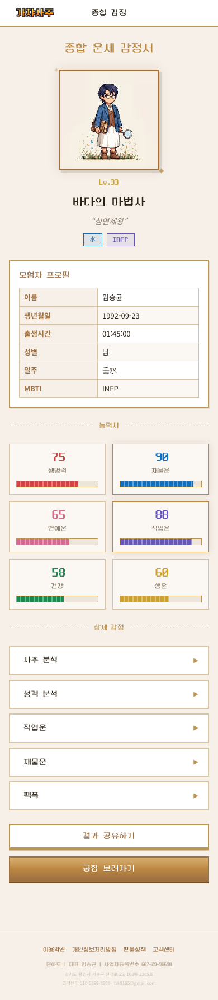 가챠사주
종합 감정
종합 운세 감정서
Lv.33
바다의 마법사
“심연제왕”
水 INFP
모험자 프로필
이름 임승균
생년월일 1992-09-23
출생시간 01:45:00
성별 남
일주 壬水
MBTI INFP
능력치
75 90
생명력 재물운
65 88
연애운 직업운
58 60
건강 행운
상세 감정
사주 분석 ▶
성격 분석 ▶
직업운 ▶
재물운 ▶
팩폭 ▶
결과 공유하기
궁합 보러가기
이용약관 개인정보처리방침 환불정책 고객센터
온아토 | 대표 임승균 | 사업자등록번호 687-29-96698
경기도 용인시 기흥구 신정로 25, 108동 2205호
고객센터 010-6889-8909 · lsk9105@gmail.com